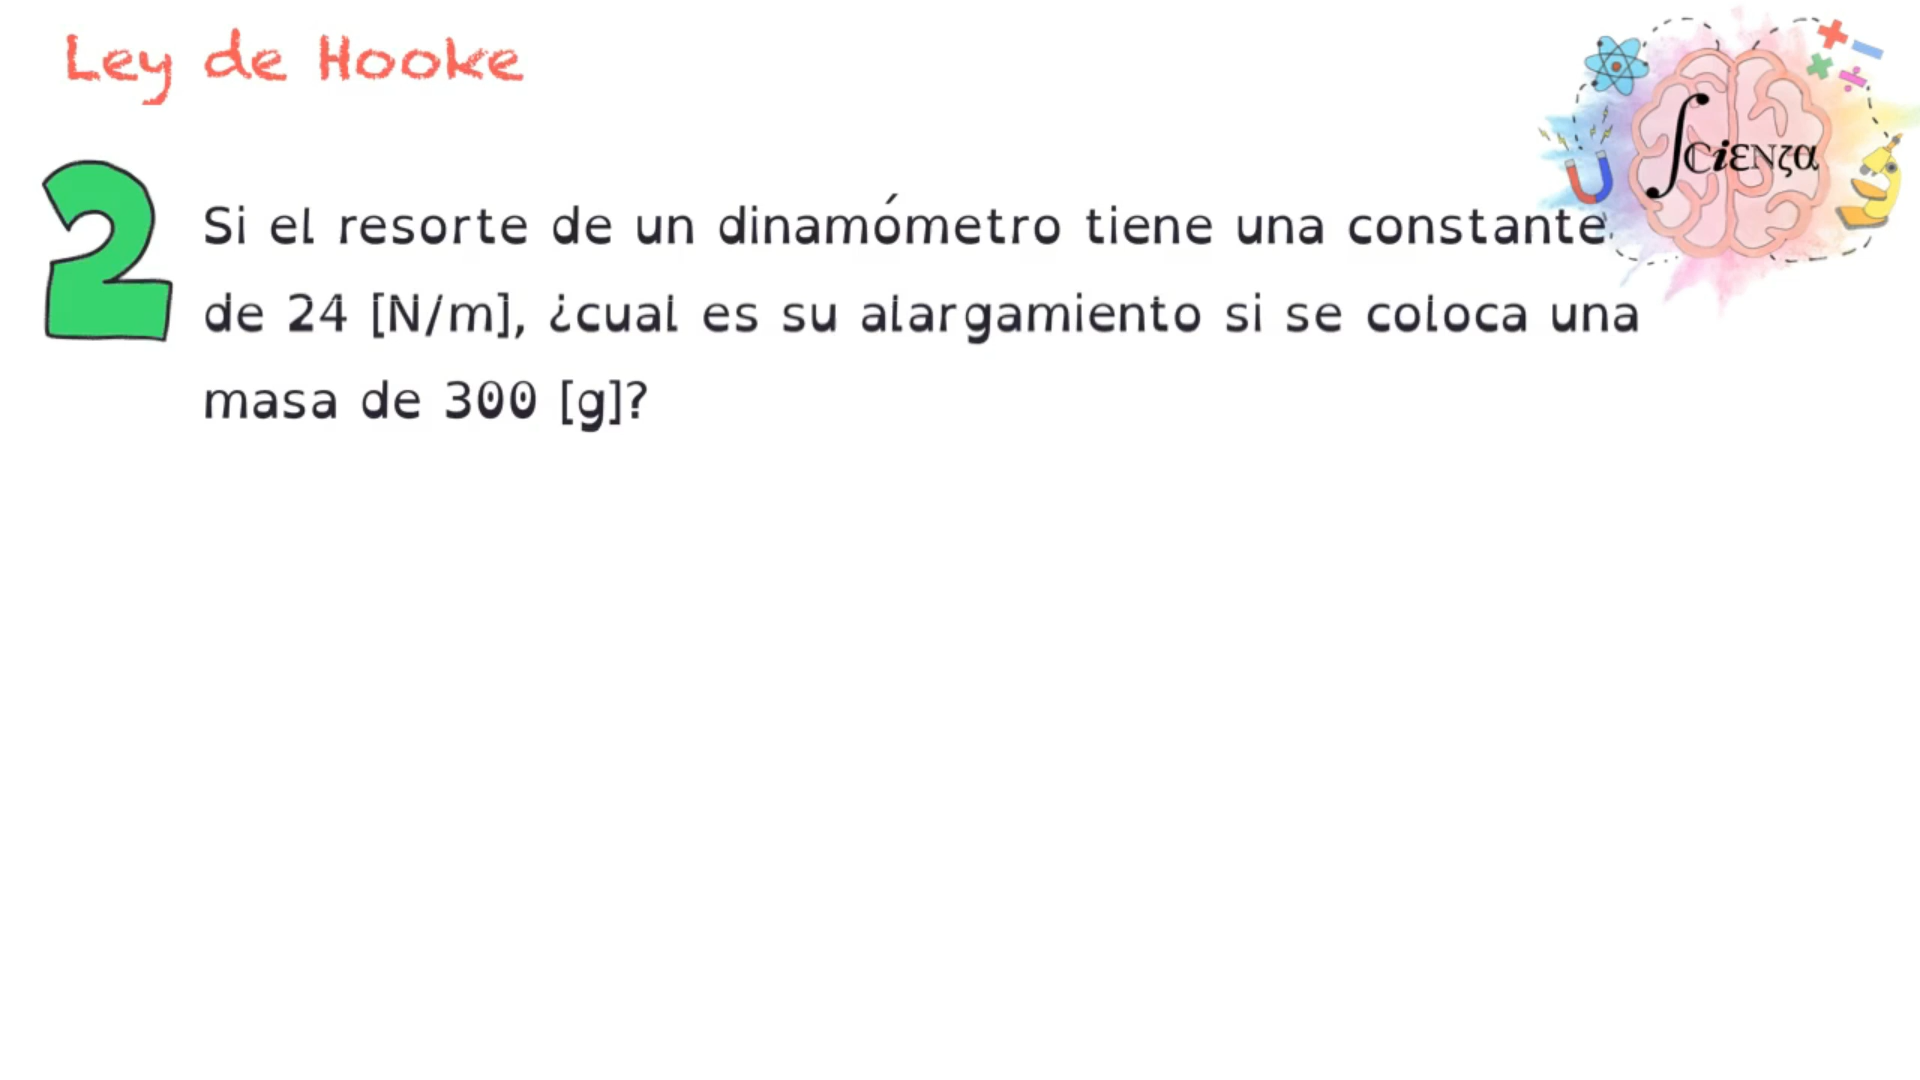 Ley de Hooke
∫CiENζα
2
Si el resorte de un dinamómetro tiene una constante
de 24 [N/m], ¿cual es su alargamiento si se coloca una
masa de 300 [g]?